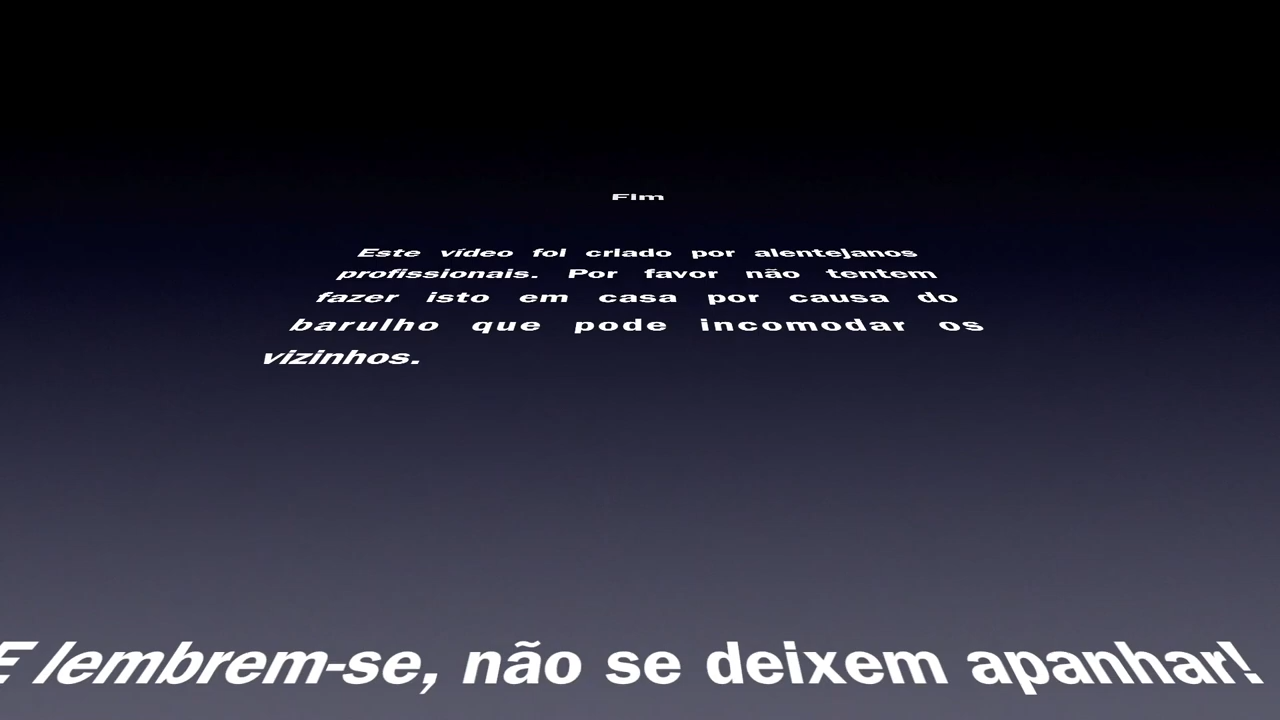 Fim
Este vídeo foi criado por alentejanos
profissionais. Por favor não tentem
fazer isto em casa por causa do
barulho que pode incomodar os
vizinhos.
E lembrem-se, não se deixem apanhar!